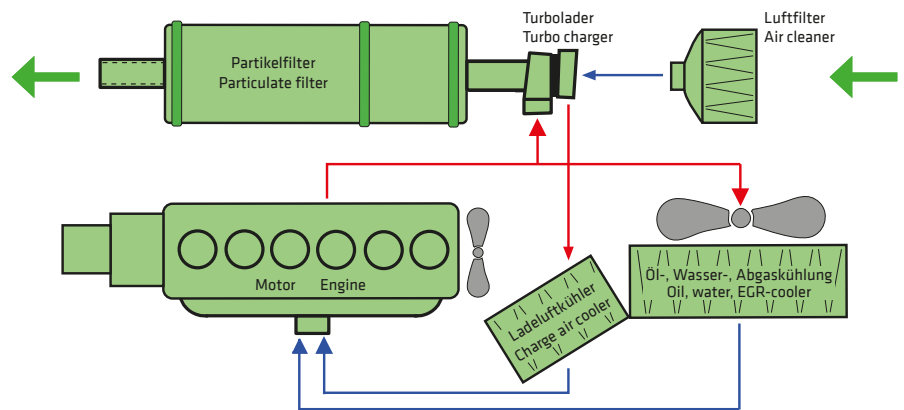 Turbolader
Turbo charger
Luftfilter
Air cleaner
Partikelfilter
Particulate filter
Motor Engine
Ladeluftkühler
Charge air cooler
Öl-, Wasser-, Abgaskühlung
Oil, water, EGR-cooler